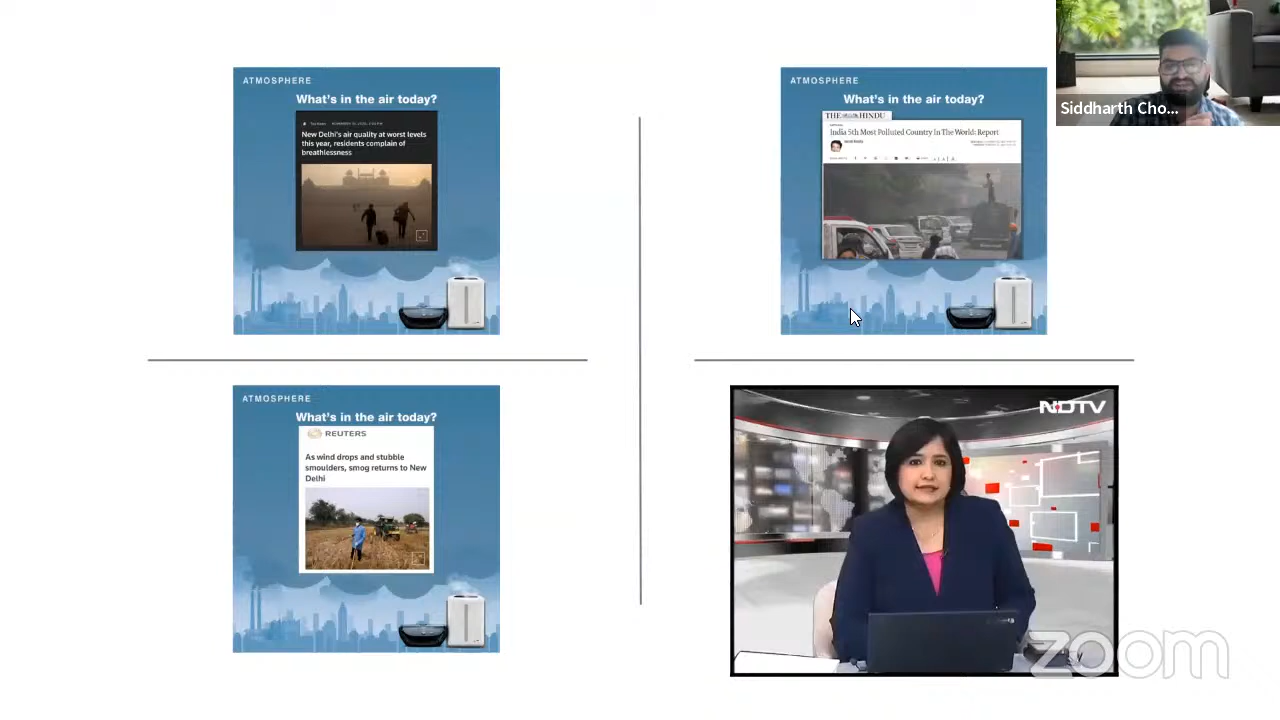 ATMOSPHERE
What's in the air today?
New Delhi's air quality at worst levels
this year, residents complain of
breathlessness
ATMOSPHERE
What's in the air today?
THE HINDU
India 5th Most Polluted Country In The World: Report
Siddharth Cho...
ATMOSPHERE
What's in the air today?
REUTERS
As wind drops and stubble
smoulders, smog returns to New
Delhi
NDTV
zoom